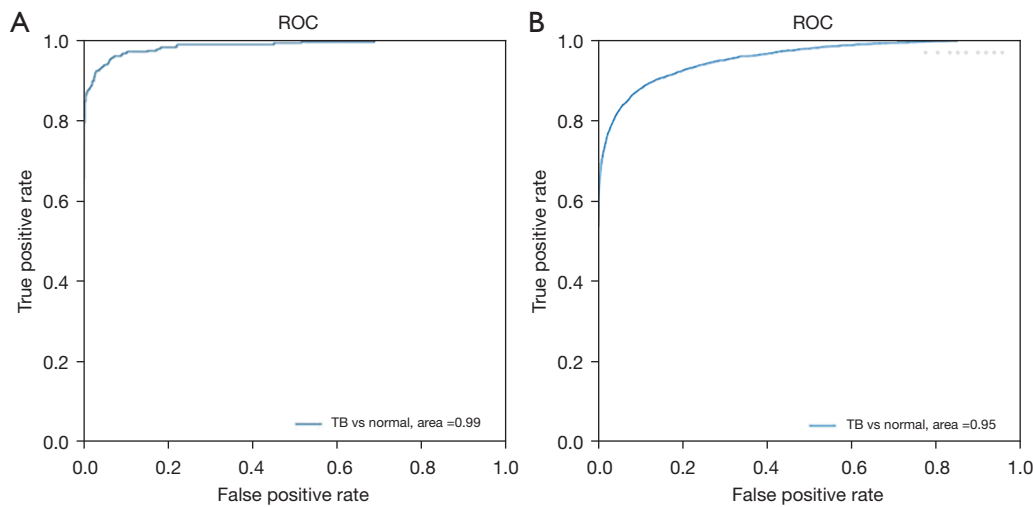 A
ROC
1.0
0.8
0.6
0.4
0.2
0.0
True positive rate
TB vs normal, area =0.99
0.0 0.2 0.4 0.6 0.8 1.0
False positive rate
B
ROC
1.0
0.8
0.6
0.4
0.2
0.0
True positive rate
TB vs normal, area =0.95
0.0 0.2 0.4 0.6 0.8 1.0
False positive rate